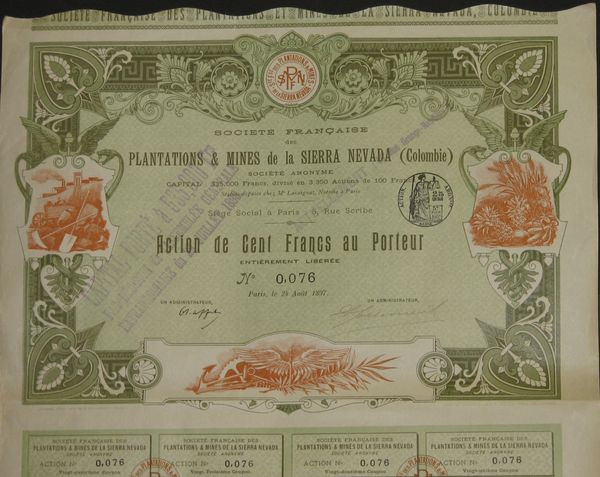 SOCIÉTÉ FRANÇAISE DES PLANTATIONS ET MINES DE LA SIERRA NEVADA, COLOMBIE
SOCIÉTÉ FRANÇAISE
des
PLANTATIONS & MINES de la SIERRA NEVADA (Colombie)
SOCIÉTÉ ANONYME
CAPITAL 335.000 Francs, divisé en 3.350 Actions de 100 Francs
Siège Social à Paris, 5, Rue Scribe
Action de Cent Francs au Porteur
ENTIÈREMENT LIBÉRÉE
No 0,076
Paris, le 24 Août 1897.
UN ADMINISTRATEUR,
UN ADMINISTRATEUR,
SOCIÉTÉ FRANÇAISE DES
PLANTATIONS & MINES DE LA SIERRA NEVADA
SOCIÉTÉ ANONYME
ACTION No 0,076
SOCIÉTÉ FRANÇAISE DES
PLANTATIONS & MINES DE LA SIERRA NEVADA
SOCIÉTÉ ANONYME
ACTION No 0,076
SOCIÉTÉ FRANÇAISE DES
PLANTATIONS & MINES DE LA SIERRA NEVADA
SOCIÉTÉ ANONYME
ACTION No 0,076
SOCIÉTÉ FRANÇAISE DES
PLANTATIONS & MINES DE LA SIERRA NEVADA
SOCIÉTÉ ANONYME
ACTION No 0,076